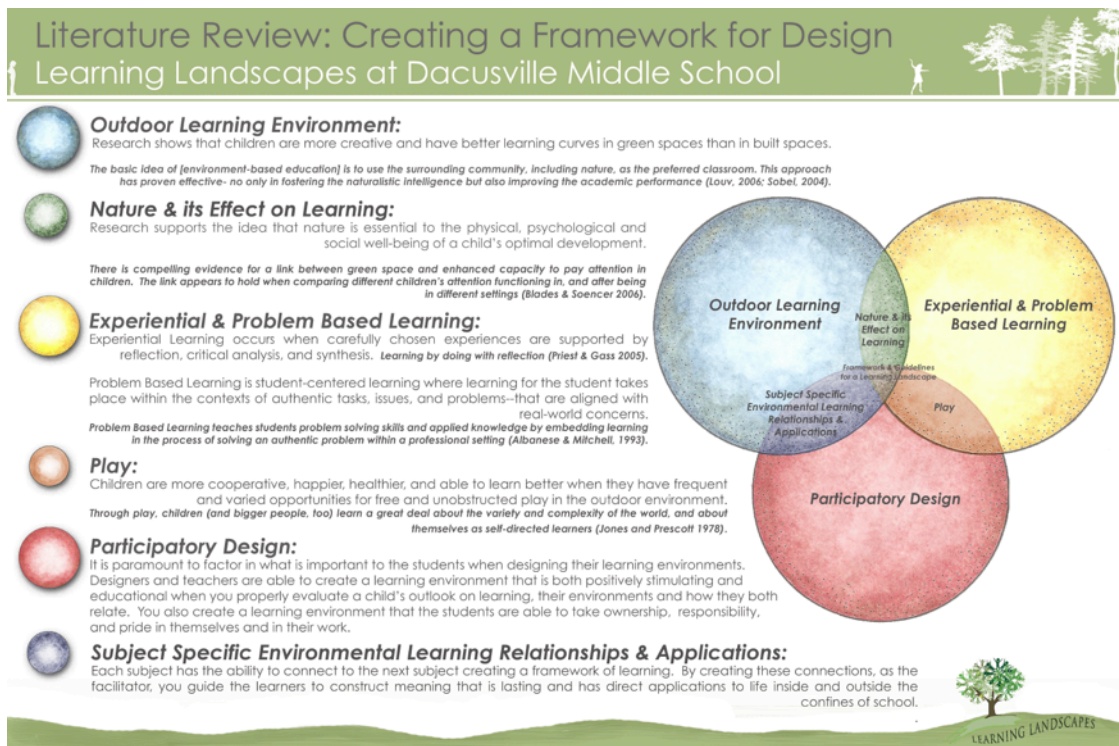 Literature Review: Creating a Framework for Design
Learning Landscapes at Dacusville Middle School
Outdoor Learning Environment:
Research shows that children are more creative and have better learning curves in green spaces than in built spaces.
The basic idea of [environment-based education] is to use the surrounding community, including nature, as the preferred classroom. This approach
has proven effective- no only in fostering the naturalistic intelligence but also improving the academic performance (Louv, 2006; Sobel, 2004).
Nature & its Effect on Learning:
Research supports the idea that nature is essential to the physical, psychological and
social well-being of a child's optimal development.
There is compelling evidence for a link between green space and enhanced capacity to pay attention in
children. The link appears to hold when comparing different children's attention functioning in, and after being
in different settings (Blades & Soencer 2006).
Experiential & Problem Based Learning:
Experiential Learning occurs when carefully chosen experiences are supported by
reflection, critical analysis, and synthesis. Learning by doing with reflection (Priest & Gass 2005).
Problem Based Learning is student-centered learning where learning for the student takes
place within the contexts of authentic tasks, issues, and problems--that are aligned with
real-world concerns.
Problem Based Learning teaches students problem solving skills and applied knowledge by embedding learning
in the process of solving an authentic problem within a professional setting (Albanese & Mitchell, 1993).
Play:
Children are more cooperative, happier, healthier, and able to learn better when they have frequent
and varied opportunities for free and unobstructed play in the outdoor environment.
Through play, children (and bigger people, too) learn a great deal about the variety and complexity of the world, and about
themselves as self-directed learners (Jones and Prescott 1978).
Participatory Design:
It is paramount to factor in what is important to the students when designing their learning environments.
Designers and teachers are able to create a learning environment that is both positively stimulating and
educational when you properly evaluate a child's outlook on learning, their environments and how they both
relate. You also create a learning environment that the students are able to take ownership, responsibility,
and pride in themselves and in their work.
Subject Specific Environmental Learning Relationships & Applications:
Each subject has the ability to connect to the next subject creating a framework of learning. By creating these connections, as the
facilitator, you guide the learners to construct meaning that is lasting and has direct applications to life inside and outside the
confines of school.
Outdoor Learning
Environment
Nature & its
Effect on
Learning
Experiential & Problem
Based Learning
Framework & Guidelines
for a Learning Landscape
Subject Specific
Environmental Learning
Relationships &
Applications
Play
Participatory Design
LEARNING LANDSCAPES